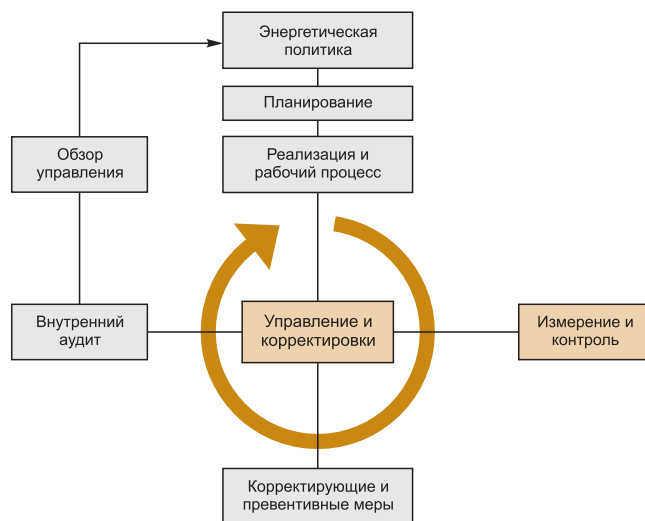 Энергетическая
политика
Планирование
Обзор
управления
Реализация и
рабочий процесс
Внутренний
аудит
Управление и
корректировки
Измерение и
контроль
Корректирующие и
превентивные меры